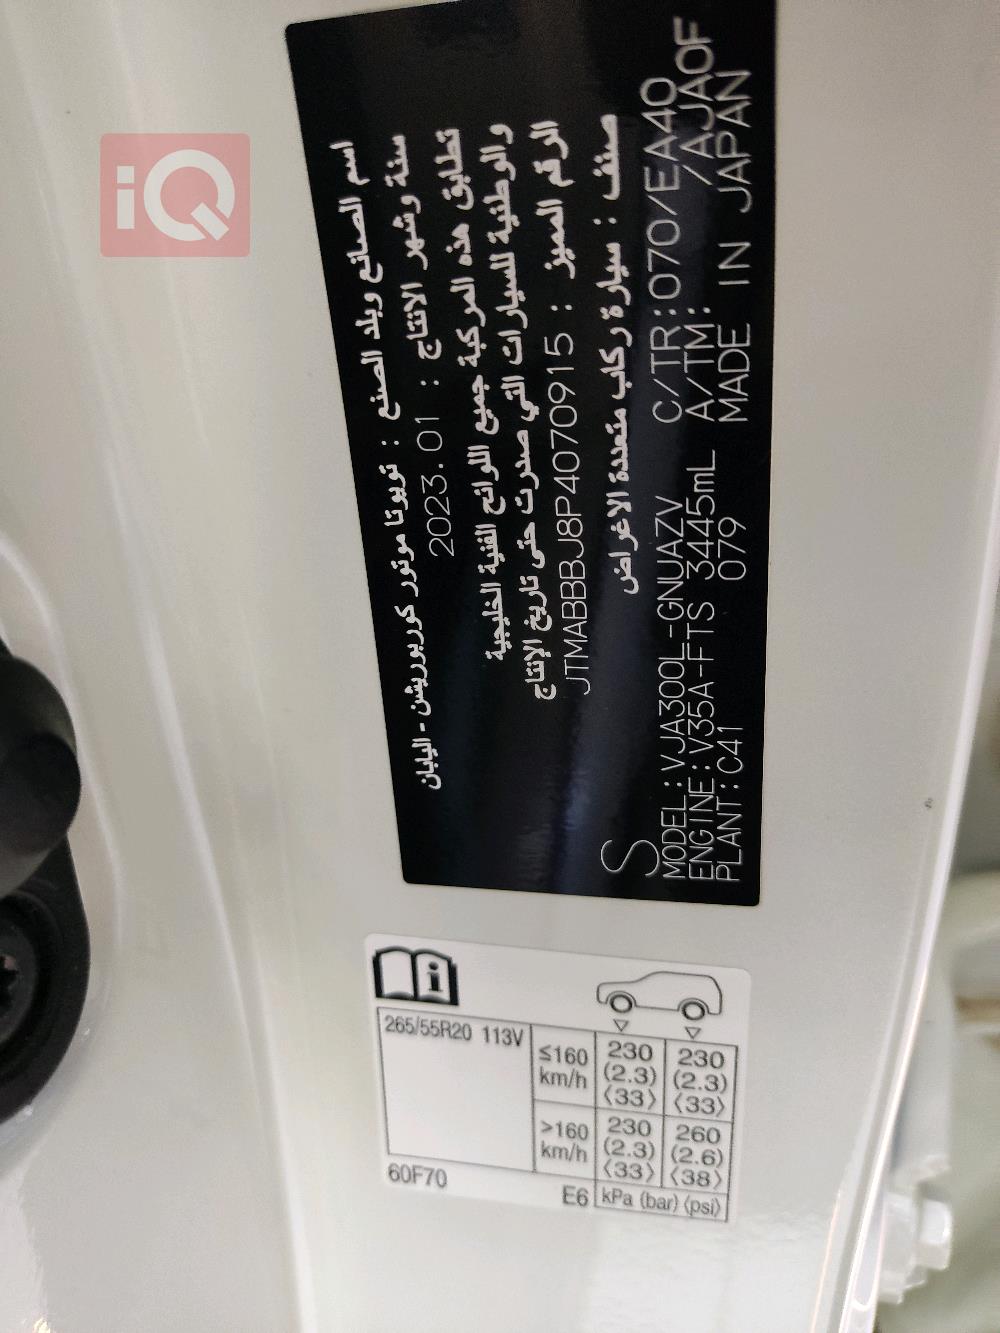 iQ
اسم الصانع وبلد الصنع : تويوتا موتور كوربوريشن - اليابان
سنة وشهر الانتاج : 2023.01
تطابق هذه المركبة جميع اللوائح الفنية الخليجية
والوطنية للسيارات التي صدرت حتى تاريخ الإنتاج
الرقم المميز : JTMABBBJ8P4070915
صنف : سيارة ركاب متعددة الاغراض
S
MODEL:VJA300L-GNUAZV C/TR:070/EA40
ENGINE:V35A-FTS 3445mL A/TM: /AJA0F
PLANT:C41 079 MADE IN JAPAN
265/55R20 113V
≤160 km/h 230 (2.3) ⟨33⟩ 230 (2.3) ⟨33⟩
>160 km/h 230 (2.3) ⟨33⟩ 260 (2.6) ⟨38⟩
60F70 E6 kPa (bar) ⟨psi⟩